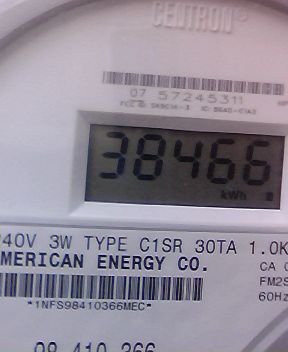 CENTRON®
07 57245311
38466
kWh
240V 3W TYPE C1SR 30TA 1.0K
AMERICAN ENERGY CO.
CA 0
FM2S
60Hz
*1NFS98410366MEC*
98 410 366